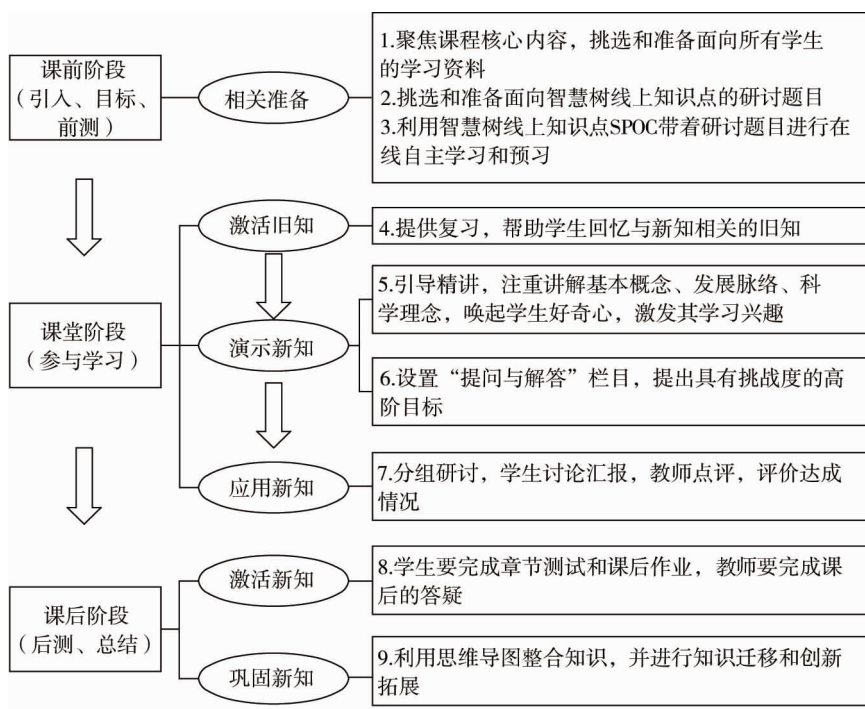 课前阶段
（引入、目标、
前测）
相关准备
1.聚焦课程核心内容，挑选和准备面向所有学生
的学习资料
2.挑选和准备面向智慧树线上知识点的研讨题目
3.利用智慧树线上知识点SPOC带着研讨题目进行在
线自主学习和预习
激活旧知
4.提供复习，帮助学生回忆与新知相关的旧知
课堂阶段
（参与学习）
演示新知
5.引导精讲，注重讲解基本概念、发展脉络、科
学理念，唤起学生好奇心，激发其学习兴趣
6.设置“提问与解答”栏目，提出具有挑战度的高
阶目标
应用新知
7.分组研讨，学生讨论汇报，教师点评，评价达成
情况
课后阶段
（后测、总结）
激活新知
8.学生要完成章节测试和课后作业，教师要完成课
后的答疑
巩固新知
9.利用思维导图整合知识，并进行知识迁移和创新
拓展